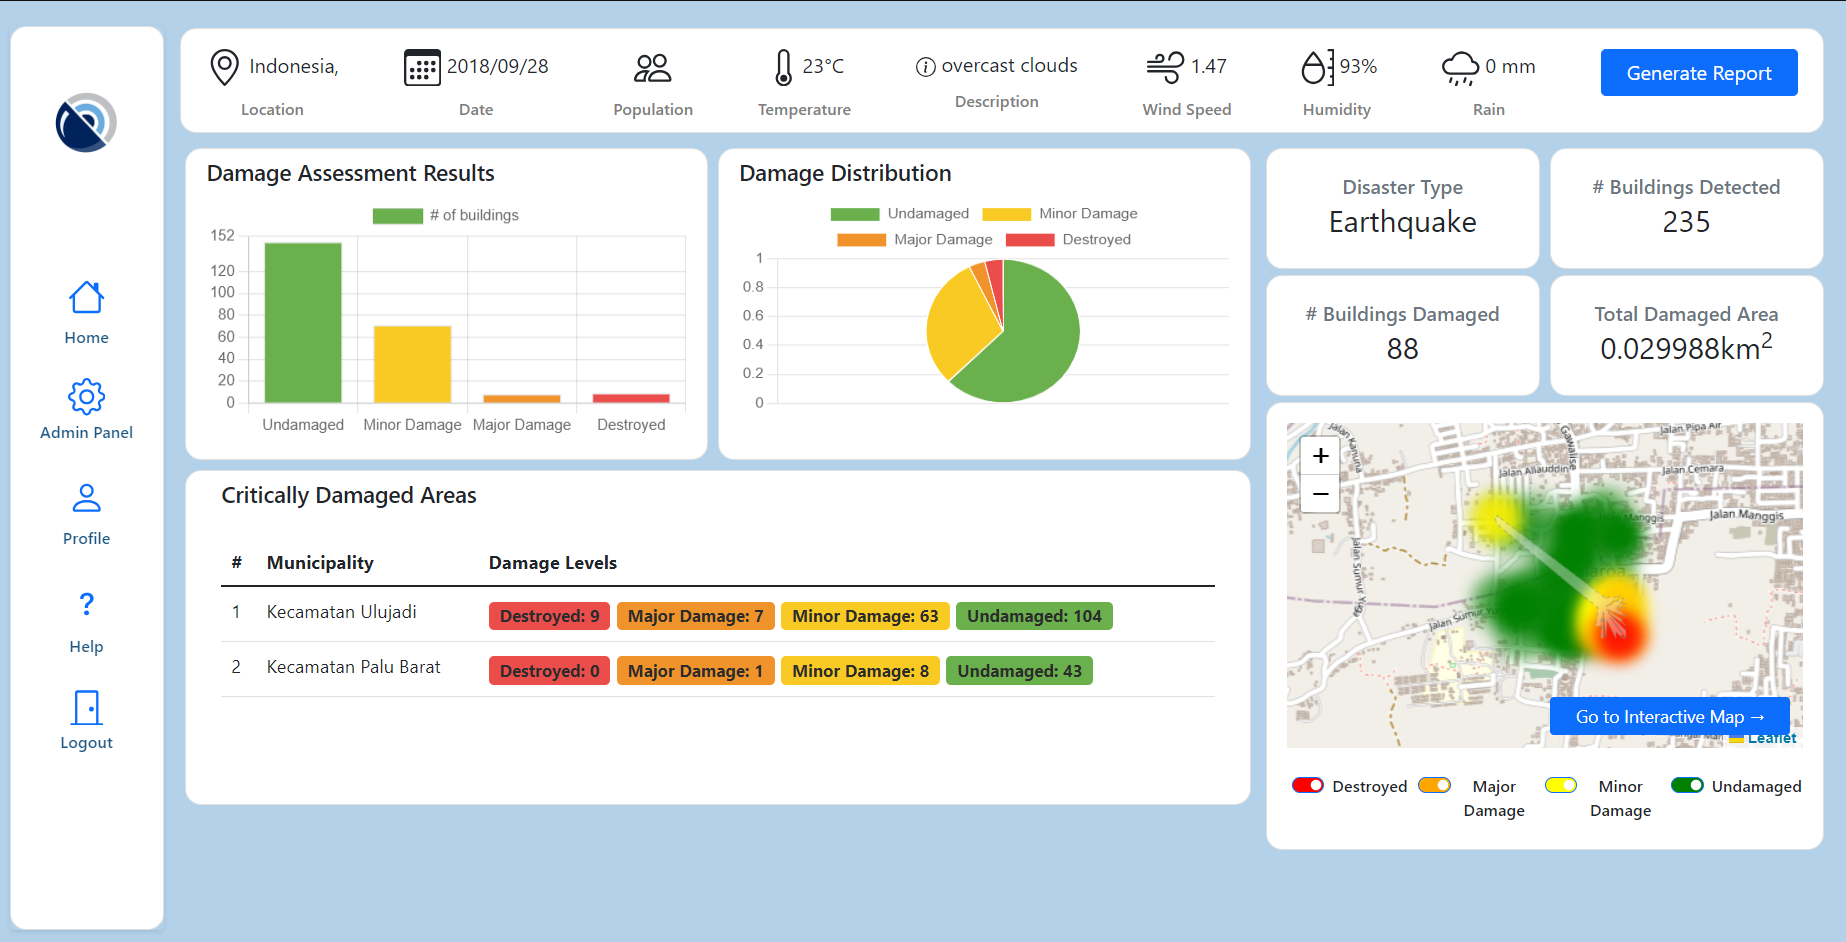 Indonesia,
Location
2018/09/28
Date
Population
23°C
Temperature
overcast clouds
Description
1.47
Wind Speed
93%
Humidity
0 mm
Rain
Generate Report
Home
Admin Panel
Profile
?
Help
Logout
Damage Assessment Results
# of buildings
152
120
100
80
60
40
20
0
Undamaged Minor Damage Major Damage Destroyed
Damage Distribution
Undamaged Minor Damage
Major Damage Destroyed
1
0.8
0.6
0.4
0.2
0
Disaster Type
Earthquake
# Buildings Detected
235
# Buildings Damaged
88
Total Damaged Area
0.029988km²
Critically Damaged Areas
# Municipality Damage Levels
1 Kecamatan Ulujadi Destroyed: 9 Major Damage: 7 Minor Damage: 63 Undamaged: 104
2 Kecamatan Palu Barat Destroyed: 0 Major Damage: 1 Minor Damage: 8 Undamaged: 43
+
−
Jalan Kanuna
Gawalise
Jalan Pipa Air
Jalan Allauddin
Jalan Cemara
Manggis
Jalan Manggis
Jalan Sumur Yuga
Jalan Sumur Yu
Go to Interactive Map →
Leaflet
Destroyed
Major Damage
Minor Damage
Undamaged